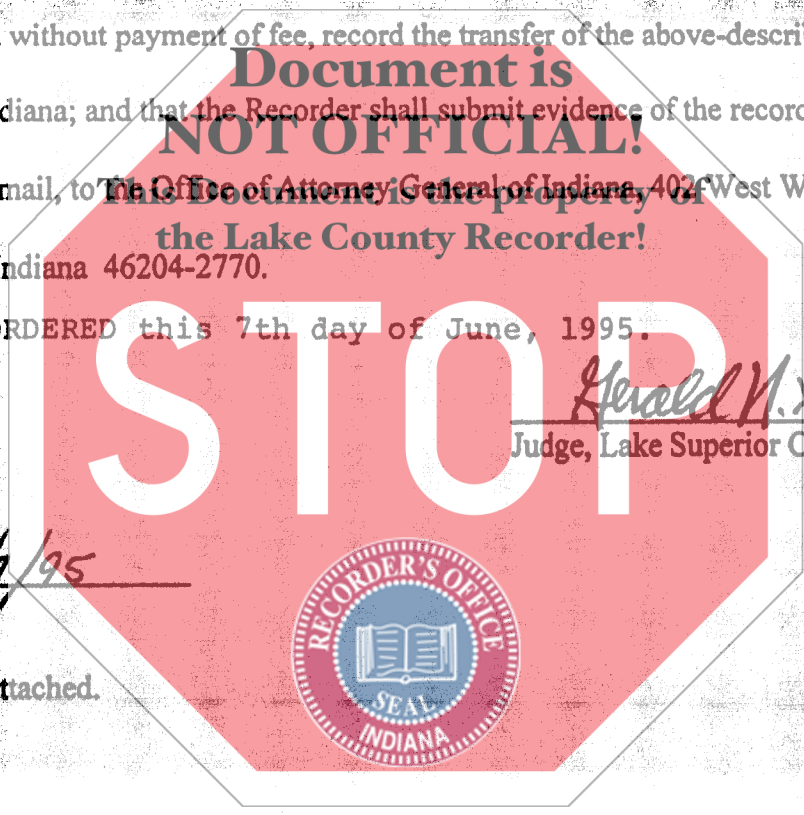 without payment of fee, record the transfer of the above-descri
Document is
diana; and that the Recorder shall submit evidence of the record
NOT OFFICIAL!
mail, to the Office of Attorney General of Indiana, 402 West W
This Document is the property of
the Lake County Recorder!
ndiana 46204-2770.
RDERED this 7th day of June, 1995.
STOP
Gerald N.
Judge, Lake Superior C
/95
RECORDER'S OFFICE
SEAL
INDIANA
ttached.